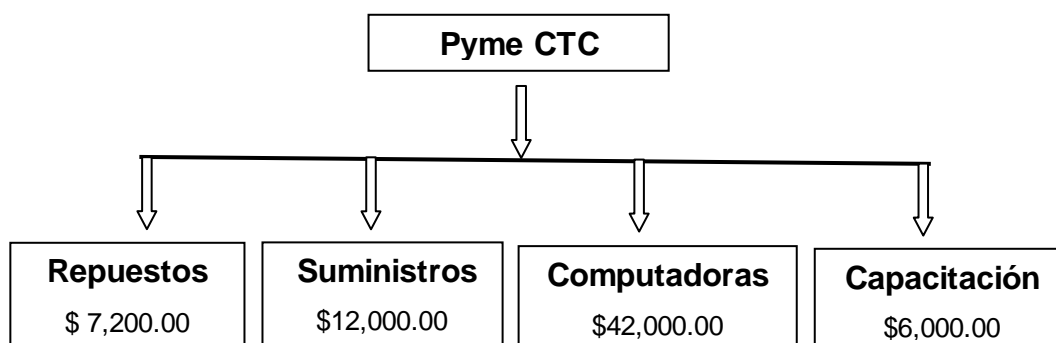 Pyme CTC
Repuestos
$ 7,200.00
Suministros
$12,000.00
Computadoras
$42,000.00
Capacitación
$6,000.00